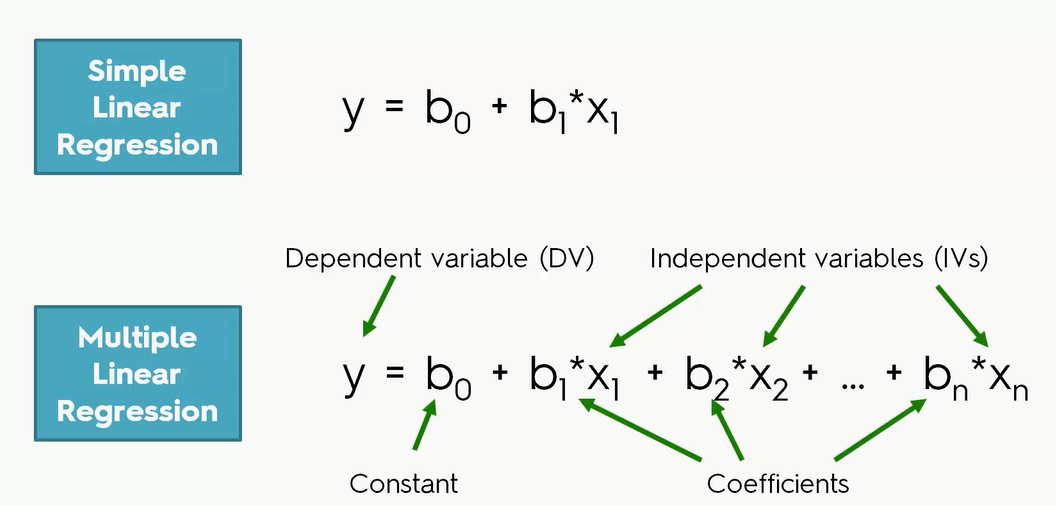 Simple
Linear
Regression
y = b₀ + b₁*x₁
Dependent variable (DV)
Independent variables (IVs)
Multiple
Linear
Regression
y = b₀ + b₁*x₁ + b₂*x₂ + ... + bₙ*xₙ
Constant
Coefficients